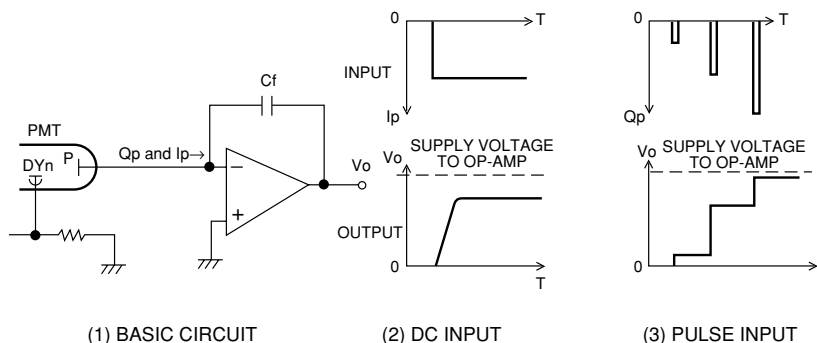 PMT
P
DYn
Qp and Ip→
Cf
−
+
Vo
(1) BASIC CIRCUIT
0
T
INPUT
Ip
SUPPLY VOLTAGE
TO OP-AMP
Vo
OUTPUT
0
T
(2) DC INPUT
0
T
Qp
SUPPLY VOLTAGE
TO OP-AMP
Vo
0
(3) PULSE INPUT